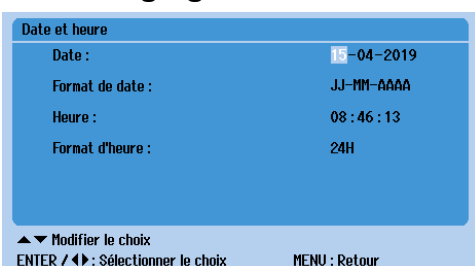 Date et heure
Date : 15-04-2019
Format de date : JJ-MM-AAAA
Heure : 08:46:13
Format d'heure : 24H
▲▼ Modifier le choix
ENTER / ◀▶ : Sélectionner le choix MENU : Retour